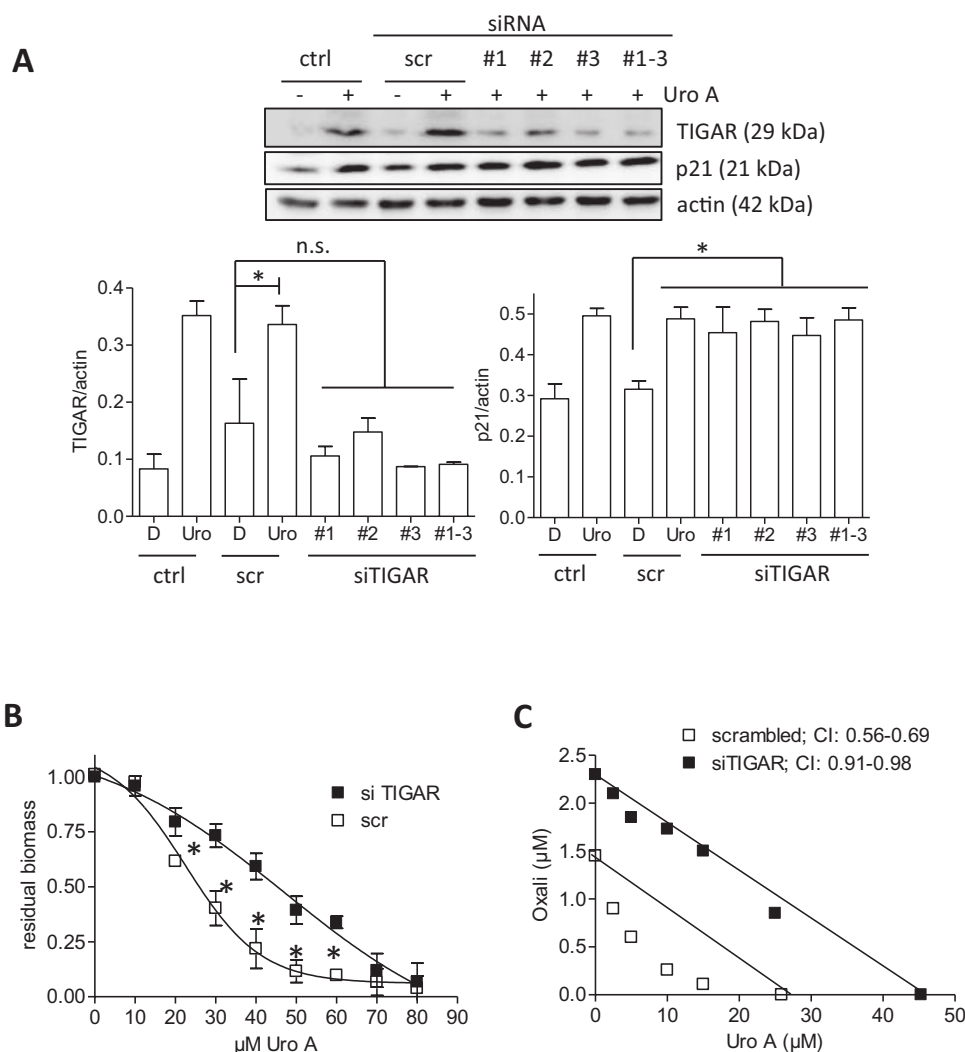 A
siRNA
ctrl scr #1 #2 #3 #1-3
- + - + + + + + Uro A
TIGAR (29 kDa)
p21 (21 kDa)
actin (42 kDa)
n.s.
*
TIGAR/actin
0.4
0.3
0.2
0.1
0.0
D Uro D Uro #1 #2 #3 #1-3
ctrl scr siTIGAR
*
p21/actin
0.5
0.4
0.3
0.2
0.1
0.0
D Uro D Uro #1 #2 #3 #1-3
ctrl scr siTIGAR
B
residual biomass
1.00
0.75
0.50
0.25
0.00
si TIGAR
scr
* * * * *
0 10 20 30 40 50 60 70 80 90
µM Uro A
C
scrambled; CI: 0.56-0.69
siTIGAR; CI: 0.91-0.98
Oxali (µM)
2.5
2.0
1.5
1.0
0.5
0.0
0 10 20 30 40 50
Uro A (µM)